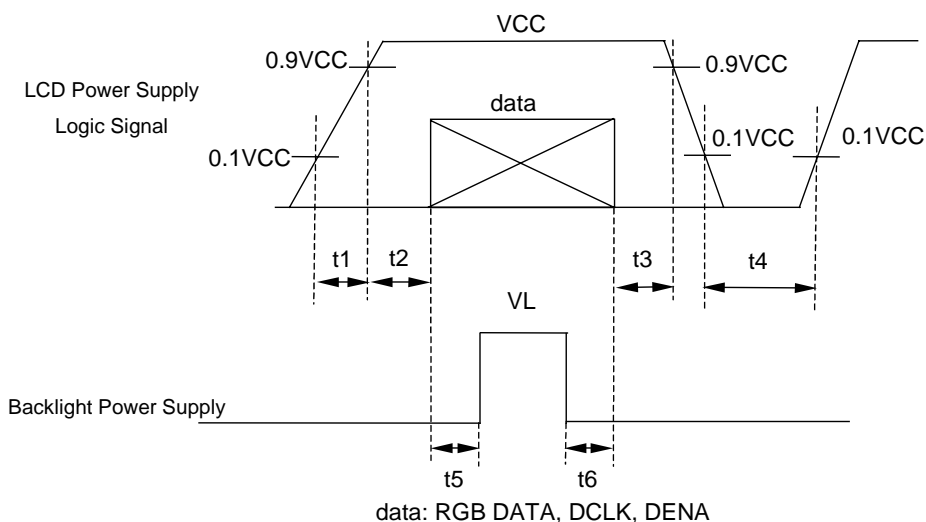 VCC
0.9VCC
0.9VCC
LCD Power Supply
Logic Signal
data
0.1VCC
0.1VCC
0.1VCC
t1
t2
t3
t4
VL
Backlight Power Supply
t5
t6
data: RGB DATA, DCLK, DENA